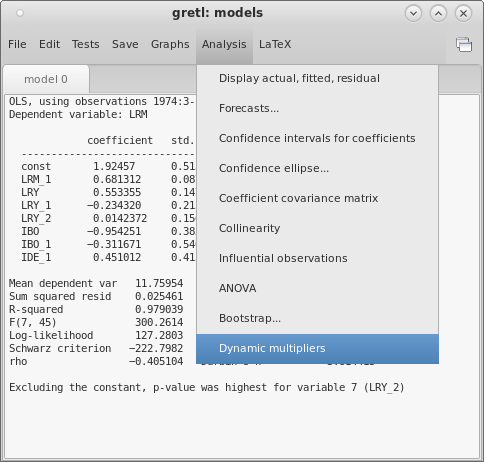 gretl: models
File Edit Tests Save Graphs Analysis LaTeX
model 0
OLS, using observations 1974:3-
Dependent variable: LRM
coefficient std.
-----------------------------
const 1.92457 0.51
LRM_1 0.681312 0.08
LRY 0.553355 0.14
LRY_1 −0.234320 0.21
LRY_2 0.0142372 0.15
IBO −0.954251 0.38
IBO_1 −0.311671 0.54
IDE_1 0.451012 0.41
Mean dependent var 11.75954
Sum squared resid 0.025461
R-squared 0.979039
F(7, 45) 300.2614
Log-likelihood 127.2803
Schwarz criterion −222.7982
rho −0.405104
Excluding the constant, p-value was highest for variable 7 (LRY_2)
Display actual, fitted, residual
Forecasts...
Confidence intervals for coefficients
Confidence ellipse...
Coefficient covariance matrix
Collinearity
Influential observations
ANOVA
Bootstrap...
Dynamic multipliers